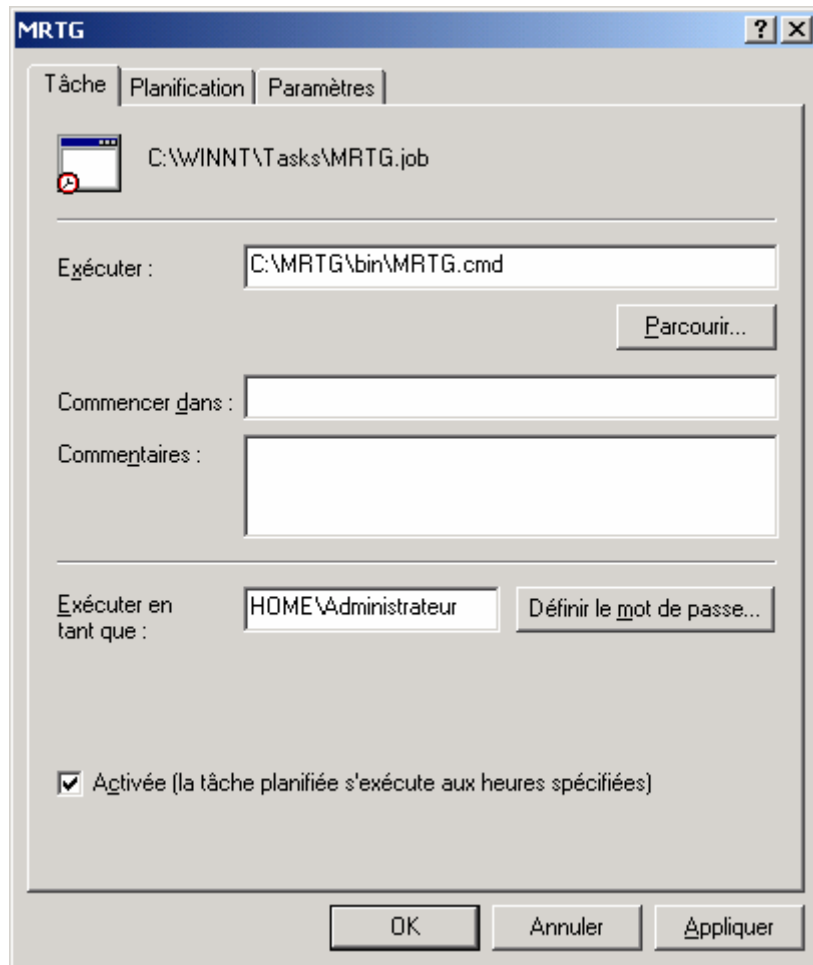 MRTG
Tâche Planification Paramètres
C:\WINNT\Tasks\MRTG.job
Exécuter : C:\MRTG\bin\MRTG.cmd
Parcourir...
Commencer dans :
Commentaires :
Exécuter en HOME\Administrateur Définir le mot de passe...
tant que :
Activée (la tâche planifiée s'exécute aux heures spécifiées)
OK Annuler Appliquer